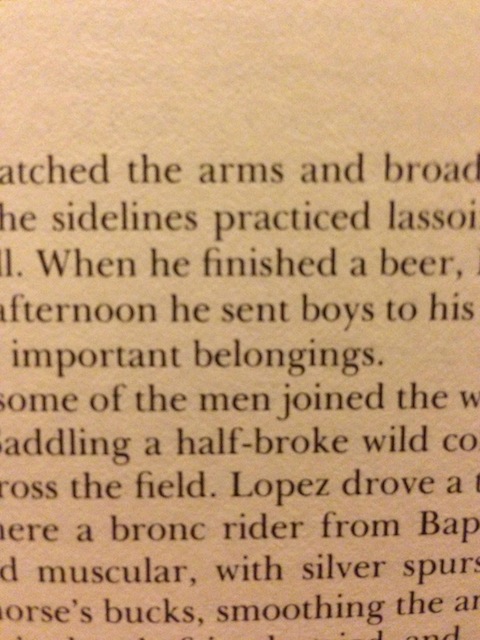 atched the arms and broad
he sidelines practiced lassoi
ll. When he finished a beer,
afternoon he sent boys to his
important belongings.
some of the men joined the w
Saddling a half-broke wild co
ross the field. Lopez drove a t
here a bronc rider from Bap
d muscular, with silver spurs
horse's bucks, smoothing the ar